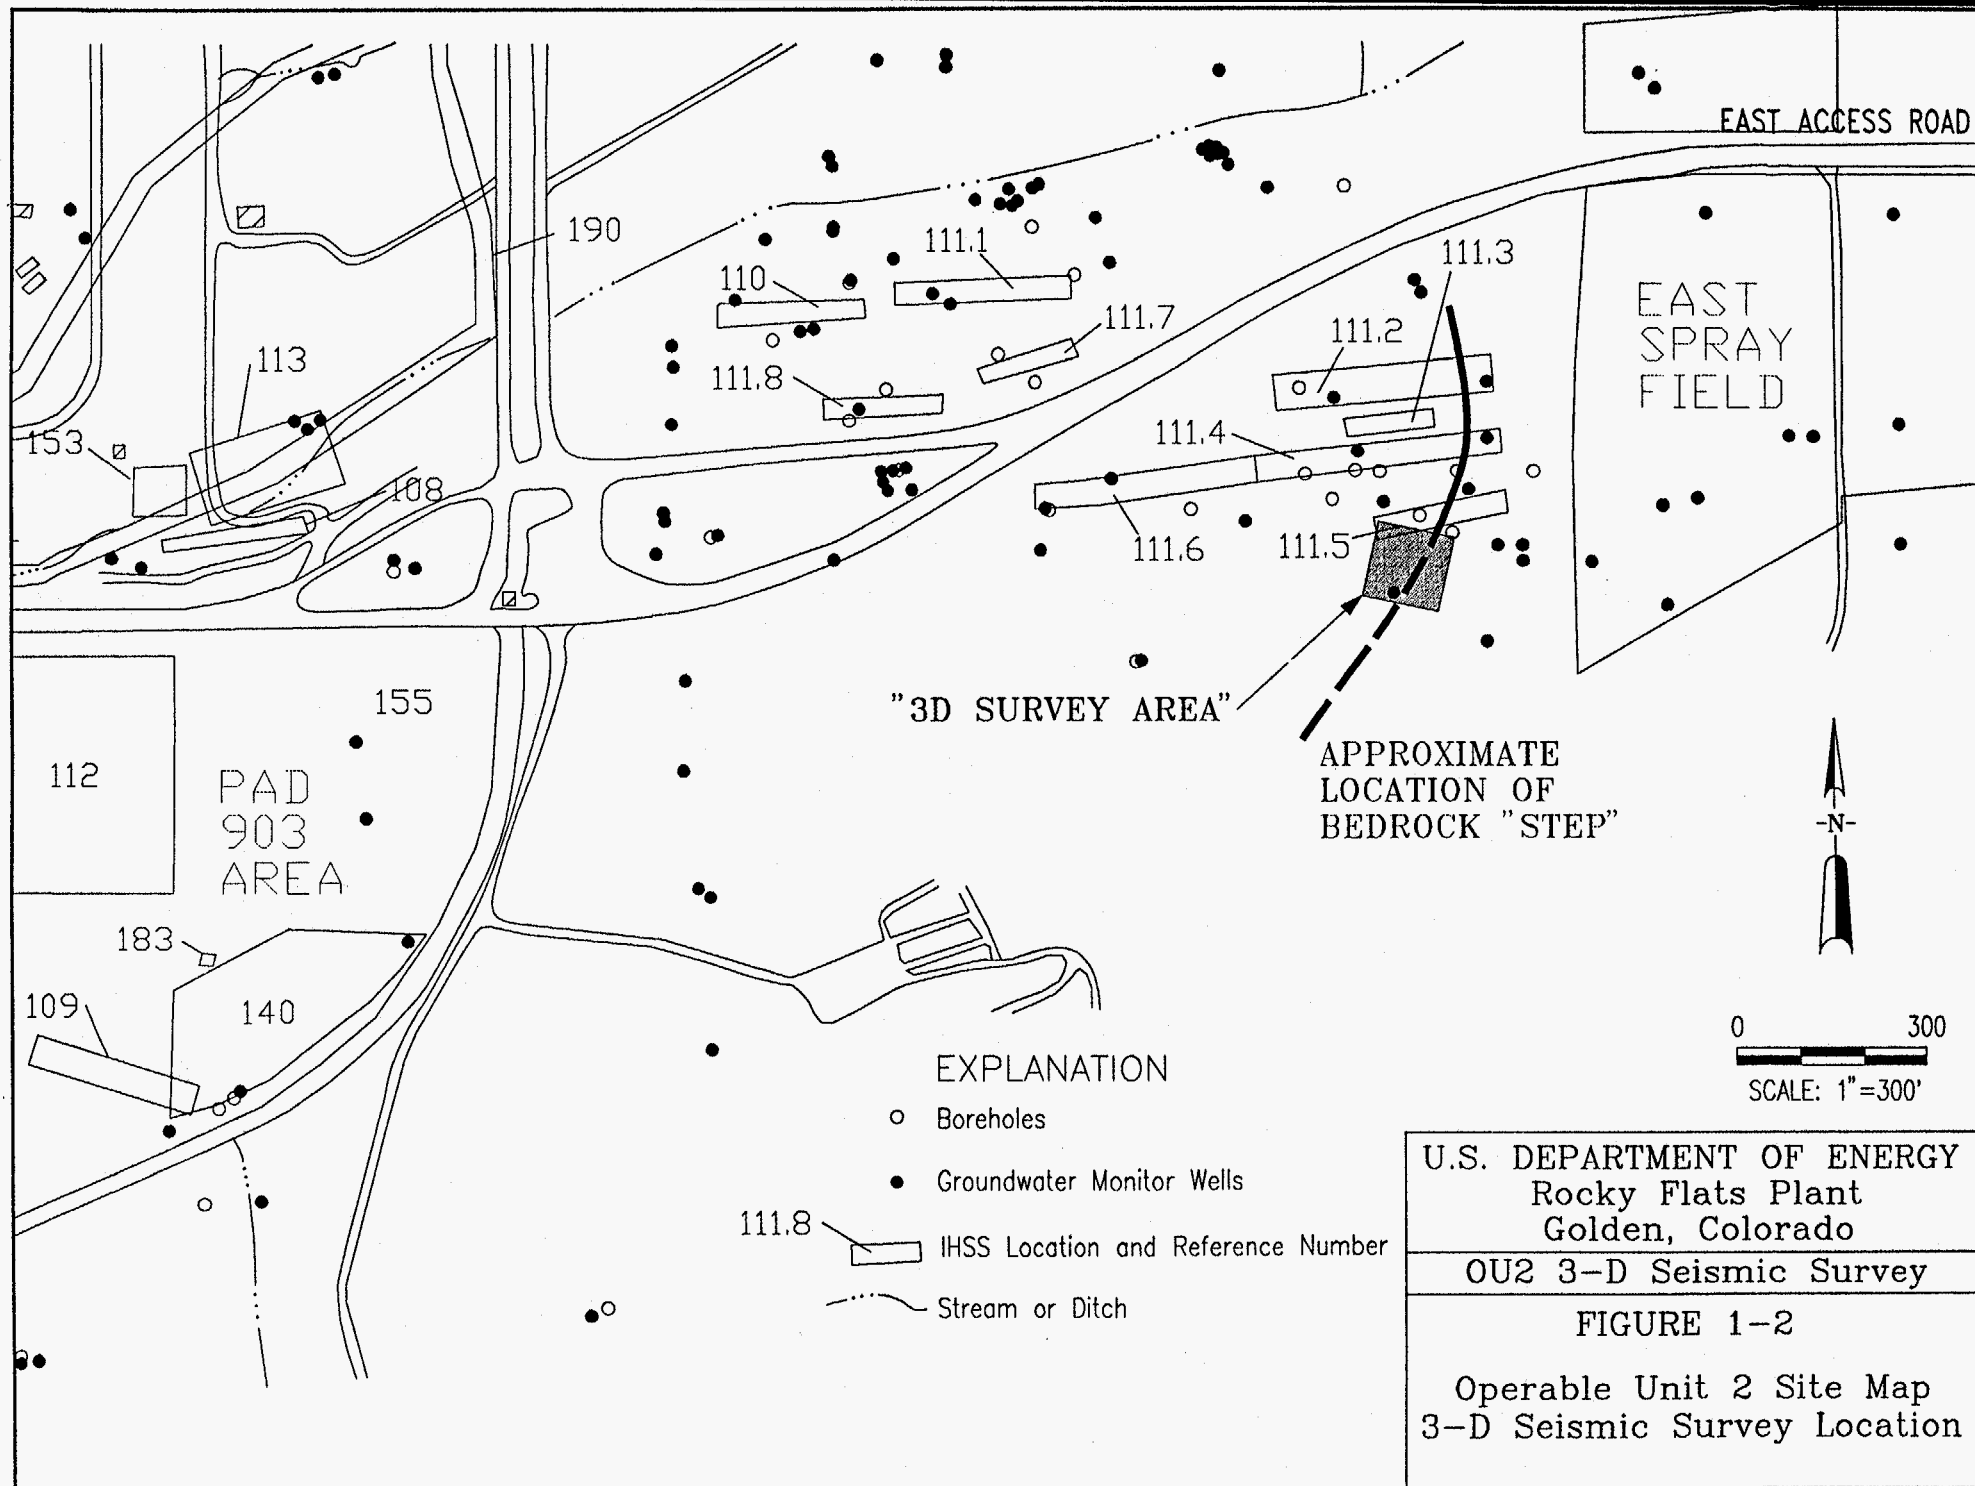 EAST ACCESS ROAD
190
111.1
111.3
110
EAST
SPRAY
FIELD
111.7
111.2
113
111.8
153
111.4
108
111.6
111.5
155
"3D SURVEY AREA"
APPROXIMATE
LOCATION OF
BEDROCK "STEP"
112
PAD
903
AREA
-N-
183
109
140
0 300
SCALE: 1"=300'
EXPLANATION
Boreholes
Groundwater Monitor Wells
111.8
IHSS Location and Reference Number
Stream or Ditch
U.S. DEPARTMENT OF ENERGY
Rocky Flats Plant
Golden, Colorado
OU2 3-D Seismic Survey
FIGURE 1-2
Operable Unit 2 Site Map
3-D Seismic Survey Location